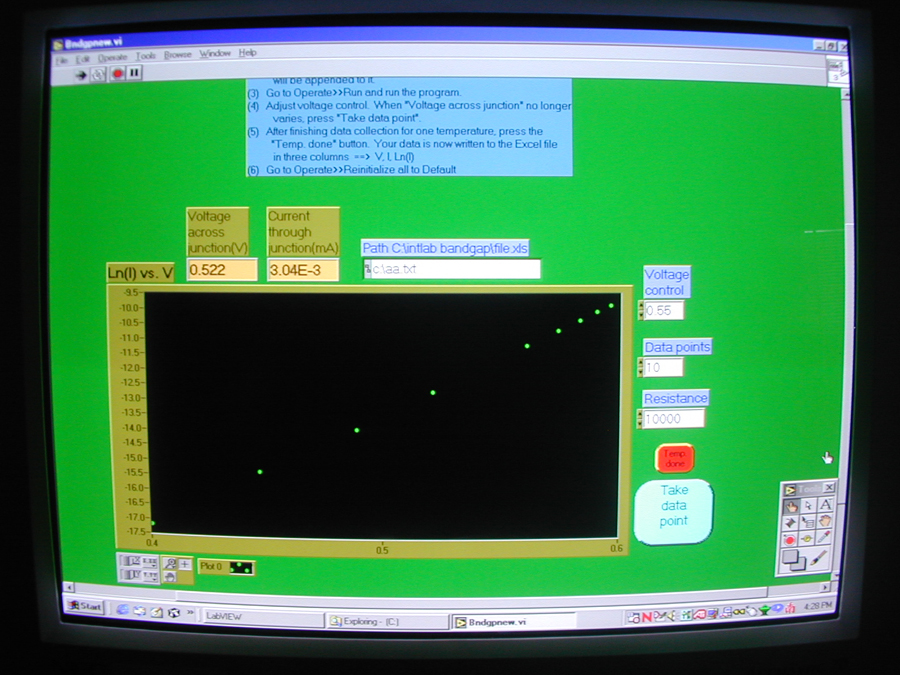 Bndgpnew.vi
File Edit Operate Tools Browse Window Help
will be appended to it.
(3) Go to Operate>>Run and run the program.
(4) Adjust voltage control. When "Voltage across junction" no longer
varies, press "Take data point".
(5) After finishing data collection for one temperature, press the
"Temp. done" button. Your data is now written to the Excel file
in three columns ==> V, I, Ln(I)
(6) Go to Operate>>Reinitialize all to Default
Voltage
across
junction(V)
0.522
Current
through
junction(mA)
3.04E-3
Path C:\intlab bandgap\file.xls
c:\aa.txt
Ln(I) vs. V
-9.5
-10.0
-10.5
-11.0
-11.5
-12.0
-12.5
-13.0
-13.5
-14.0
-14.5
-15.0
-15.5
-16.0
-16.5
-17.0
-17.5
0.4
0.5
0.6
Voltage
control
0.55
Data points
10
Resistance
10000
Temp.
done
Take
data
point
Tools
A
Plot 0
Start
LabVIEW
Exploring - (C:)
Bndgpnew.vi
4:28 PM